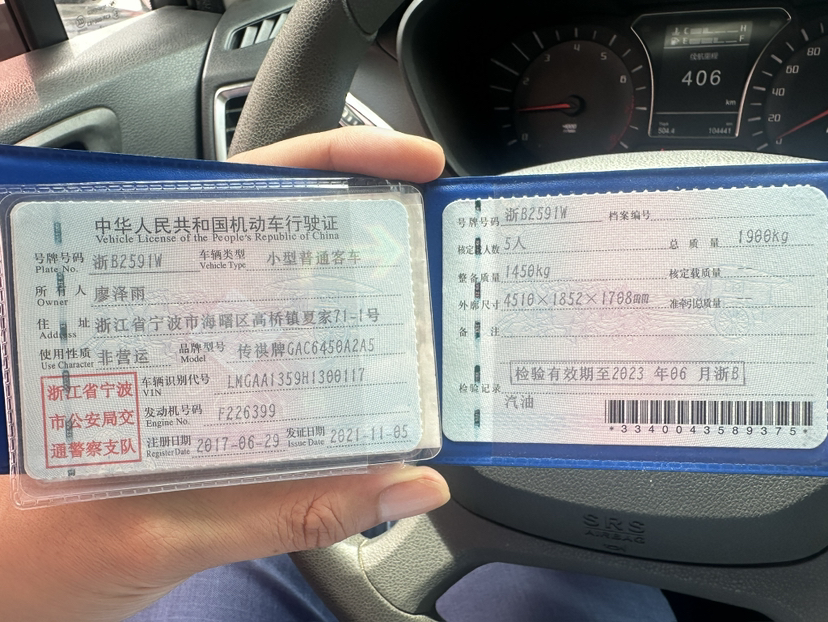 中华人民共和国机动车行驶证
Vehicle License of the People's Republic of China
号牌号码 浙B2591W 车辆类型 小型普通客车
Plate No. Vehicle Type
所有人 廖泽雨
Owner
住址 浙江省宁波市海曙区高桥镇夏家71-1号
Address
使用性质 非营运 品牌型号 传祺牌GAC6450A2A5
Use Character Model
浙江省宁波
市公安局交
通警察支队
车辆识别代号 LMGAA1359H1300117
VIN
发动机号码 F226399
Engine No.
注册日期 2017-06-29 发证日期 2021-11-05
Register Date Issue Date
号牌号码 浙B2591W 档案编号
核定载人数 5人 总质量 1900kg
整备质量 1450kg 核定载质量 --
外廓尺寸 4510×1852×1708mm 准牵引总质量 --
备注
检验有效期至2023年06月浙B
检验记录
汽油
*3340043589375*
406
km
504.4 104441
C H
E F
3 4 5 6
20 40 60 80
SRS
AIRBAG